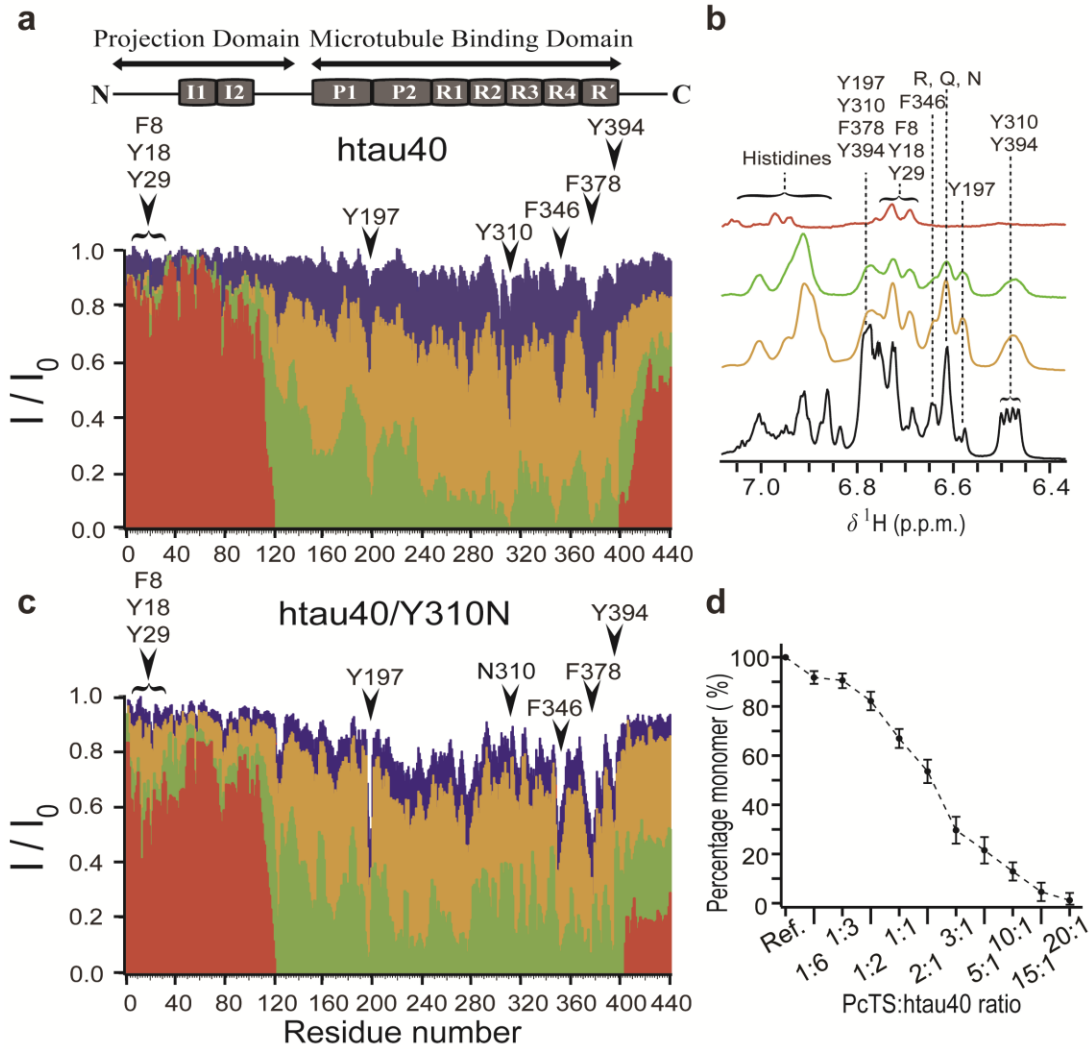 a
Projection Domain
Microtubule Binding Domain
N
I1
I2
P1
P2
R1
R2
R3
R4
R´
C
F8
Y18
Y29
htau40
Y197
Y310
F346
F378
Y394
I / I0
1.0
0.8
0.6
0.4
0.2
0.0
0 40 80 120 160 200 240 280 320 360 400 440
b
Histidines
Y197
Y310
F378
Y394
F8
Y18
Y29
R, Q, N
F346
Y197
Y310
Y394
7.0 6.8 6.6 6.4
δ 1H (p.p.m.)
c
F8
Y18
Y29
htau40/Y310N
Y197
N310
F346
F378
Y394
I / I0
1.0
0.8
0.6
0.4
0.2
0.0
0 40 80 120 160 200 240 280 320 360 400 440
Residue number
d
Percentage monomer ( %)
100
80
60
40
20
0
Ref.
1:6
1:3
1:2
1:1
2:1
3:1
5:1
10:1
15:1
20:1
PcTS:htau40 ratio